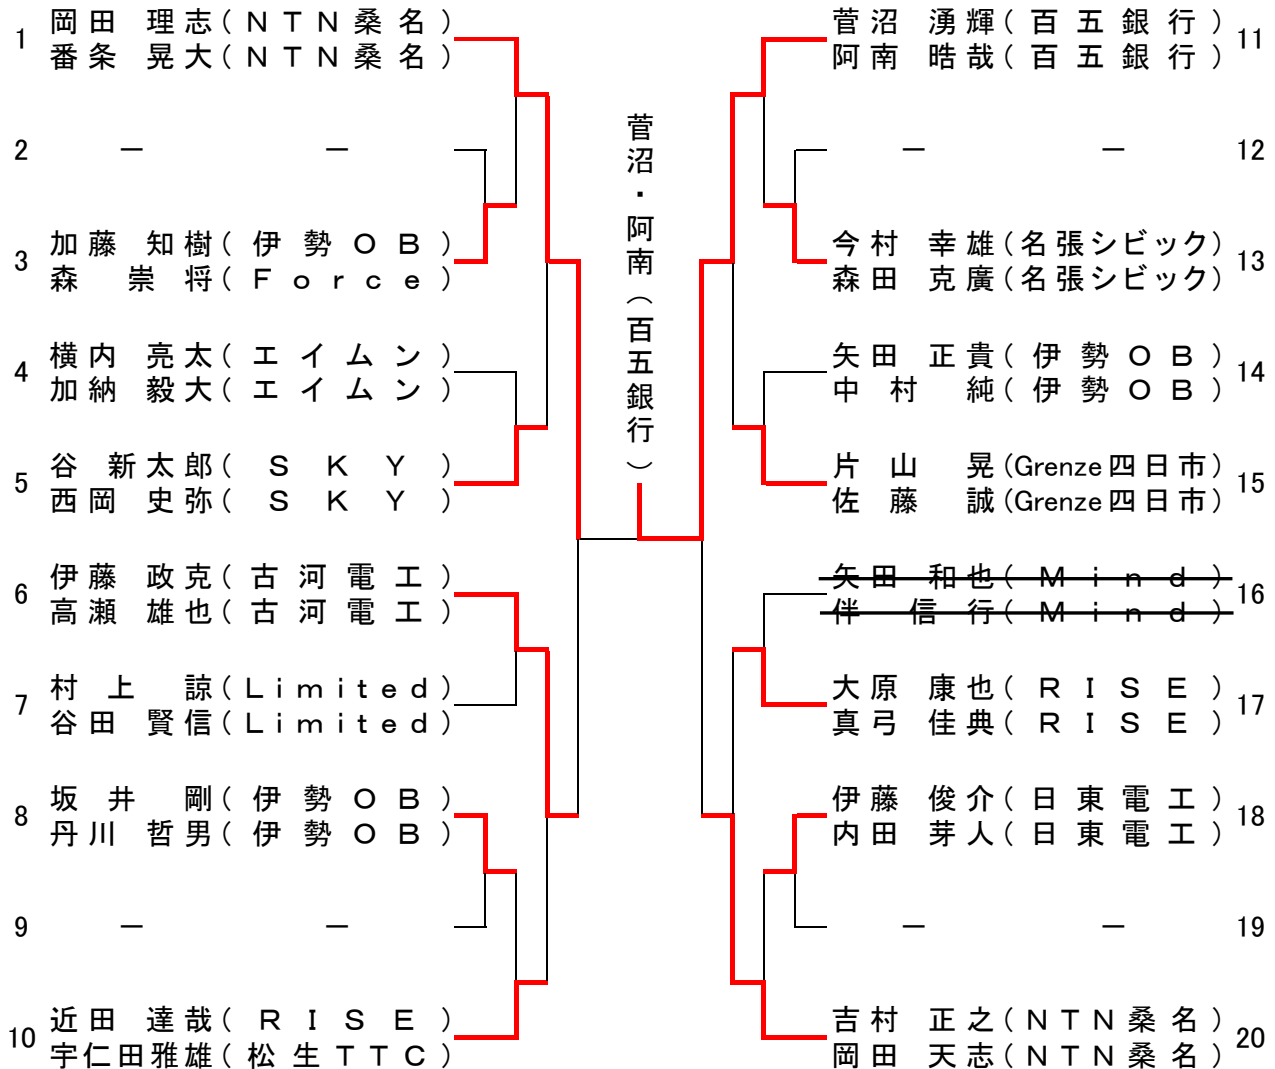 1
岡田 理志(NTN桑名)
番条 晃大(NTN桑名)
2 － －
3
加藤 知樹(伊勢OB)
森 崇将(Force)
4
横内 亮太(エイムン)
加納 毅大(エイムン)
5
谷 新太郎(SKY)
西岡 史弥(SKY)
6
伊藤 政克(古河電工)
高瀬 雄也(古河電工)
7
村上 諒(Limited)
谷田 賢信(Limited)
8
坂井 剛(伊勢OB)
丹川 哲男(伊勢OB)
9 － －
10
近田 達哉(RISE)
宇仁田雅雄(松生TTC)
菅沼・阿南(百五銀行)
菅沼 湧輝(百五銀行)
阿南 晧哉(百五銀行)
11
－ － 12
今村 幸雄(名張シビック)
森田 克廣(名張シビック)
13
矢田 正貴(伊勢OB)
中村 純(伊勢OB)
14
片山 晃(Grenze四日市)
佐藤 誠(Grenze四日市)
15
矢田 和也(Mind)
伴 信行(Mind)
16
大原 康也(RISE)
真弓 佳典(RISE)
17
伊藤 俊介(日東電工)
内田 芽人(日東電工)
18
－ － 19
吉村 正之(NTN桑名)
岡田 天志(NTN桑名)
20